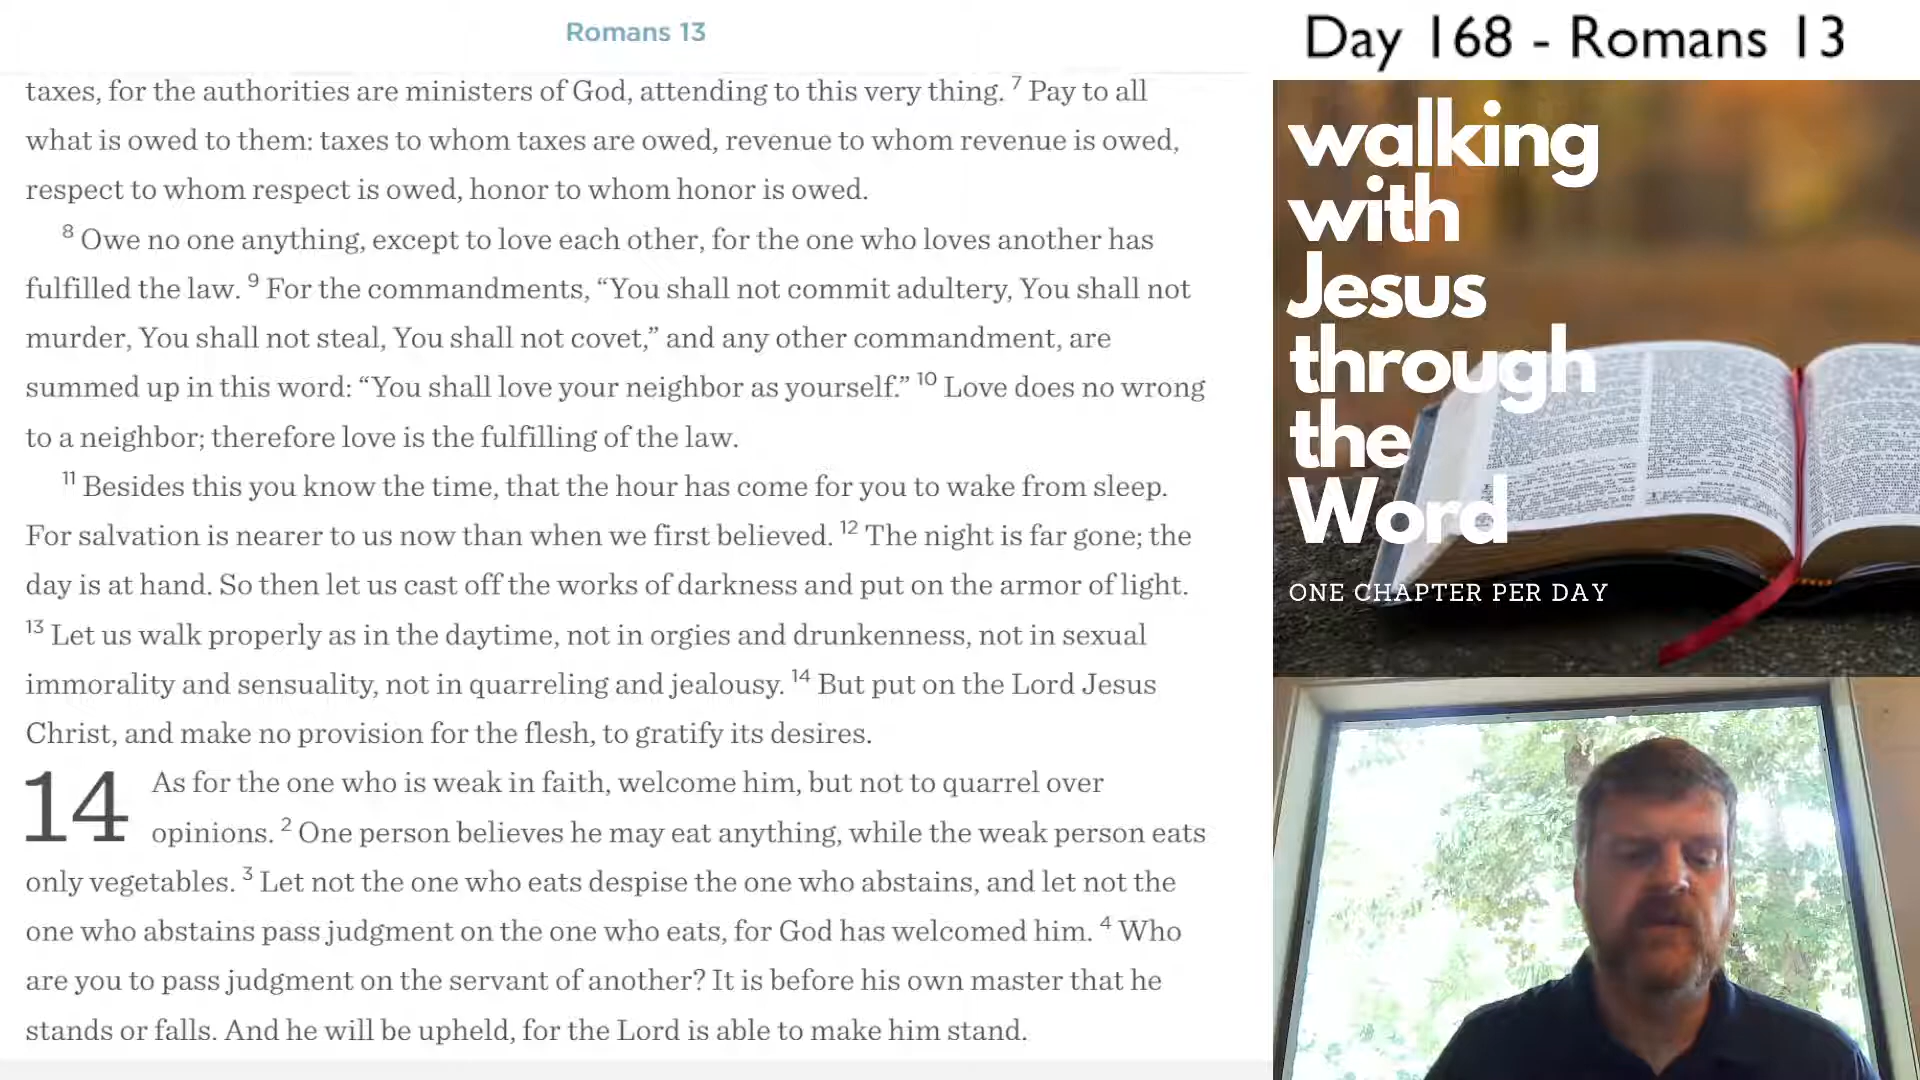 Romans 13
taxes, for the authorities are ministers of God, attending to this very thing. 7 Pay to all
what is owed to them: taxes to whom taxes are owed, revenue to whom revenue is owed,
respect to whom respect is owed, honor to whom honor is owed.
8 Owe no one anything, except to love each other, for the one who loves another has
fulfilled the law. 9 For the commandments, “You shall not commit adultery, You shall not
murder, You shall not steal, You shall not covet,” and any other commandment, are
summed up in this word: “You shall love your neighbor as yourself.” 10 Love does no wrong
to a neighbor; therefore love is the fulfilling of the law.
11 Besides this you know the time, that the hour has come for you to wake from sleep.
For salvation is nearer to us now than when we first believed. 12 The night is far gone; the
day is at hand. So then let us cast off the works of darkness and put on the armor of light.
13 Let us walk properly as in the daytime, not in orgies and drunkenness, not in sexual
immorality and sensuality, not in quarreling and jealousy. 14 But put on the Lord Jesus
Christ, and make no provision for the flesh, to gratify its desires.
14 As for the one who is weak in faith, welcome him, but not to quarrel over
opinions. 2 One person believes he may eat anything, while the weak person eats
only vegetables. 3 Let not the one who eats despise the one who abstains, and let not the
one who abstains pass judgment on the one who eats, for God has welcomed him. 4 Who
are you to pass judgment on the servant of another? It is before his own master that he
stands or falls. And he will be upheld, for the Lord is able to make him stand.
Day 168 - Romans 13
walking
with
Jesus
through
the
Word
ONE CHAPTER PER DAY